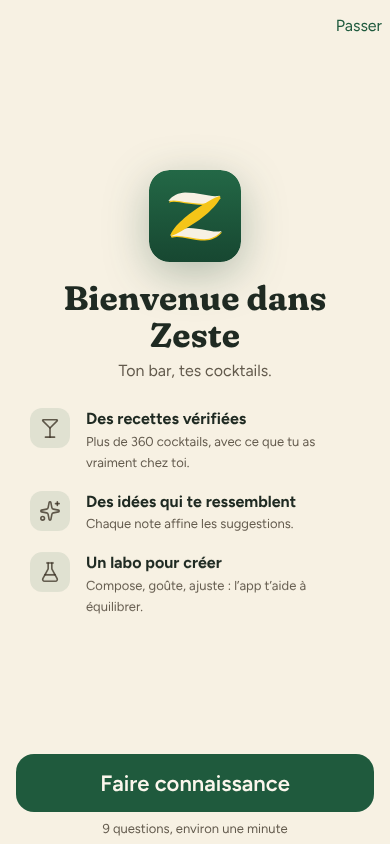 Passer
Bienvenue dans
Zeste
Ton bar, tes cocktails.
Des recettes vérifiées
Plus de 360 cocktails, avec ce que tu as
vraiment chez toi.
Des idées qui te ressemblent
Chaque note affine les suggestions.
Un labo pour créer
Compose, goûte, ajuste : l’app t’aide à
équilibrer.
Faire connaissance
9 questions, environ une minute